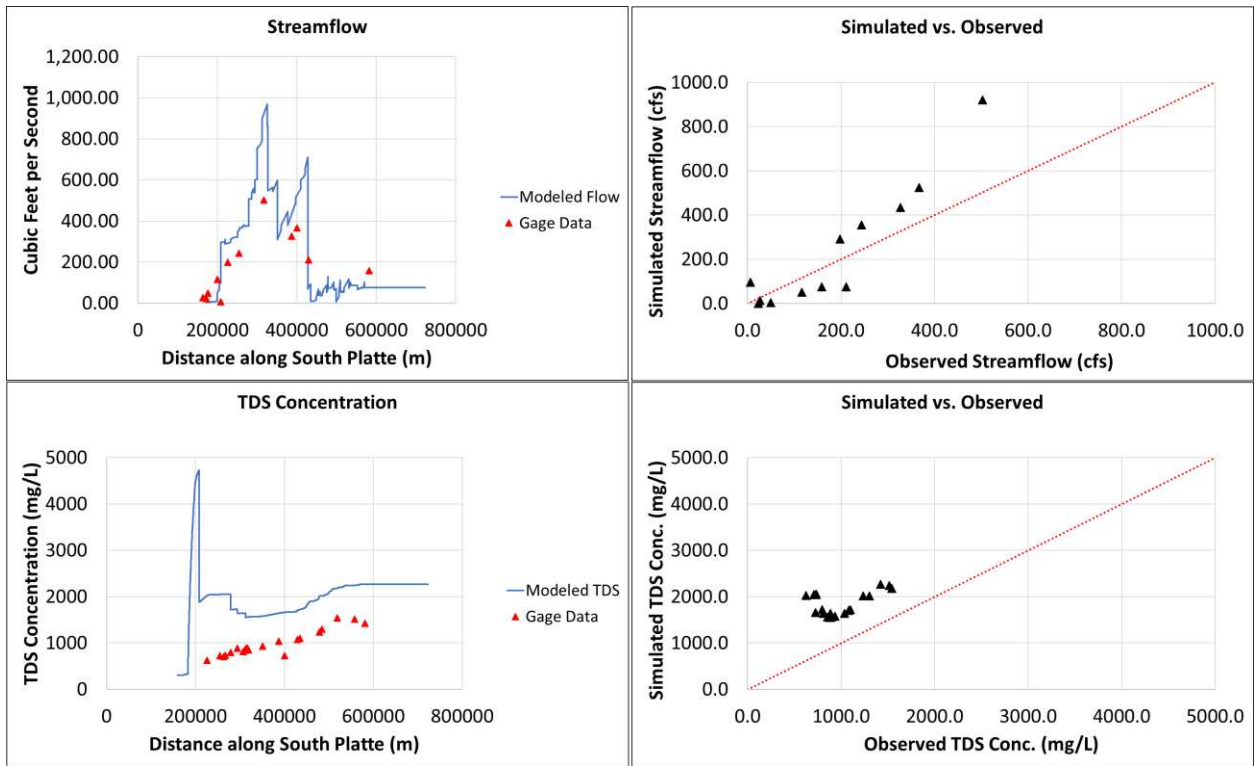 Streamflow
1,200.00
1,000.00
800.00
600.00
400.00
200.00
0.00
Cubic Feet per Second
0
200000
400000
600000
800000
Distance along South Platte (m)
Modeled Flow
Gage Data
Simulated vs. Observed
1000.0
800.0
600.0
400.0
200.0
0.0
Simulated Streamflow (cfs)
0.0
200.0
400.0
600.0
800.0
1000.0
Observed Streamflow (cfs)
TDS Concentration
5000
4000
3000
2000
1000
0
TDS Concentration (mg/L)
0
200000
400000
600000
800000
Distance along South Platte (m)
Modeled TDS
Gage Data
Simulated vs. Observed
5000.0
4000.0
3000.0
2000.0
1000.0
0.0
Simulated TDS Conc. (mg/L)
0.0
1000.0
2000.0
3000.0
4000.0
5000.0
Observed TDS Conc. (mg/L)